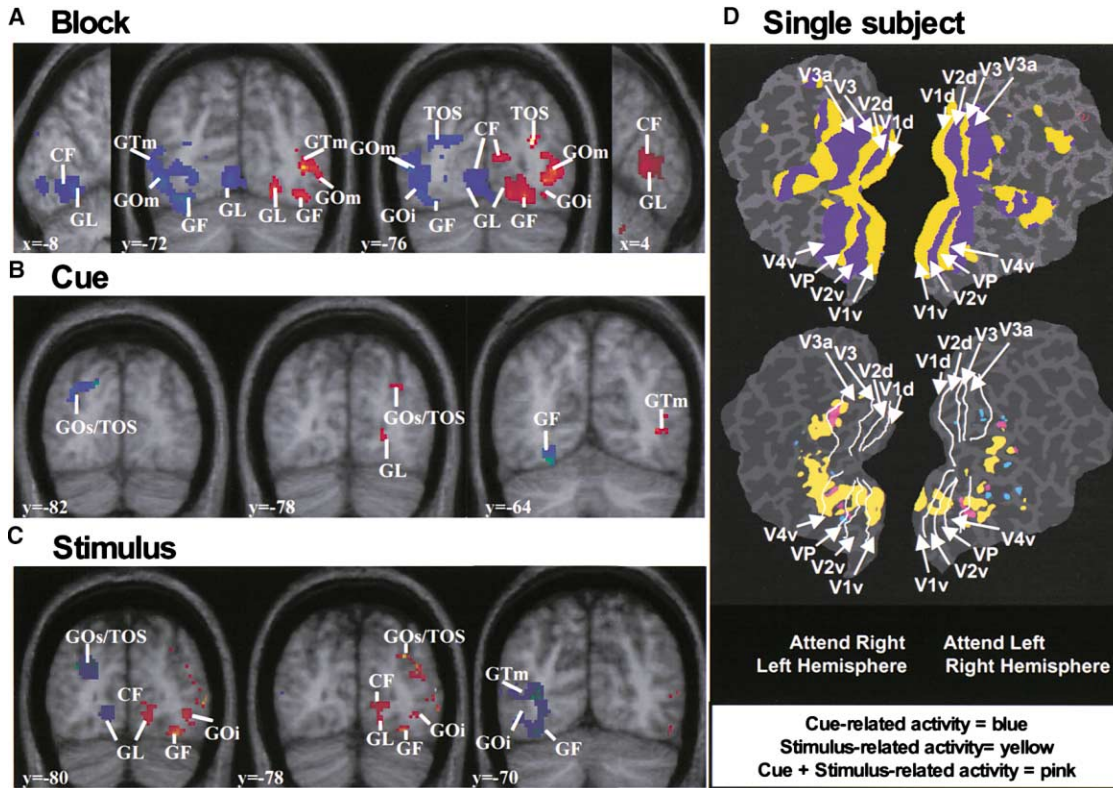 A Block
CF
GL
x=-8
GTm
GOm
GF
GL
GL
GF
GTm
GOm
y=-72
TOS
CF
TOS
GOm
GOm
GOi
GF
GL
GF
GOi
y=-76
CF
GL
x=4
B Cue
GOs/TOS
y=-82
GOs/TOS
GL
y=-78
GF
GTm
y=-64
C Stimulus
GOs/TOS
CF
GL
GF
GOi
y=-80
GOs/TOS
CF
GL
GF
GOi
y=-78
GTm
GOi
GF
y=-70
D Single subject
V3a
V3
V2d
V1d
V1d
V2d
V3
V3a
V4v
VP
V2v
V1v
V4v
VP
V2v
V1v
V3a
V3
V2d
V1d
V1d
V2d
V3
V3a
V4v
VP
V2v
V1v
V4v
VP
V2v
V1v
Attend Right
Left Hemisphere
Attend Left
Right Hemisphere
Cue-related activity = blue
Stimulus-related activity= yellow
Cue + Stimulus-related activity = pink